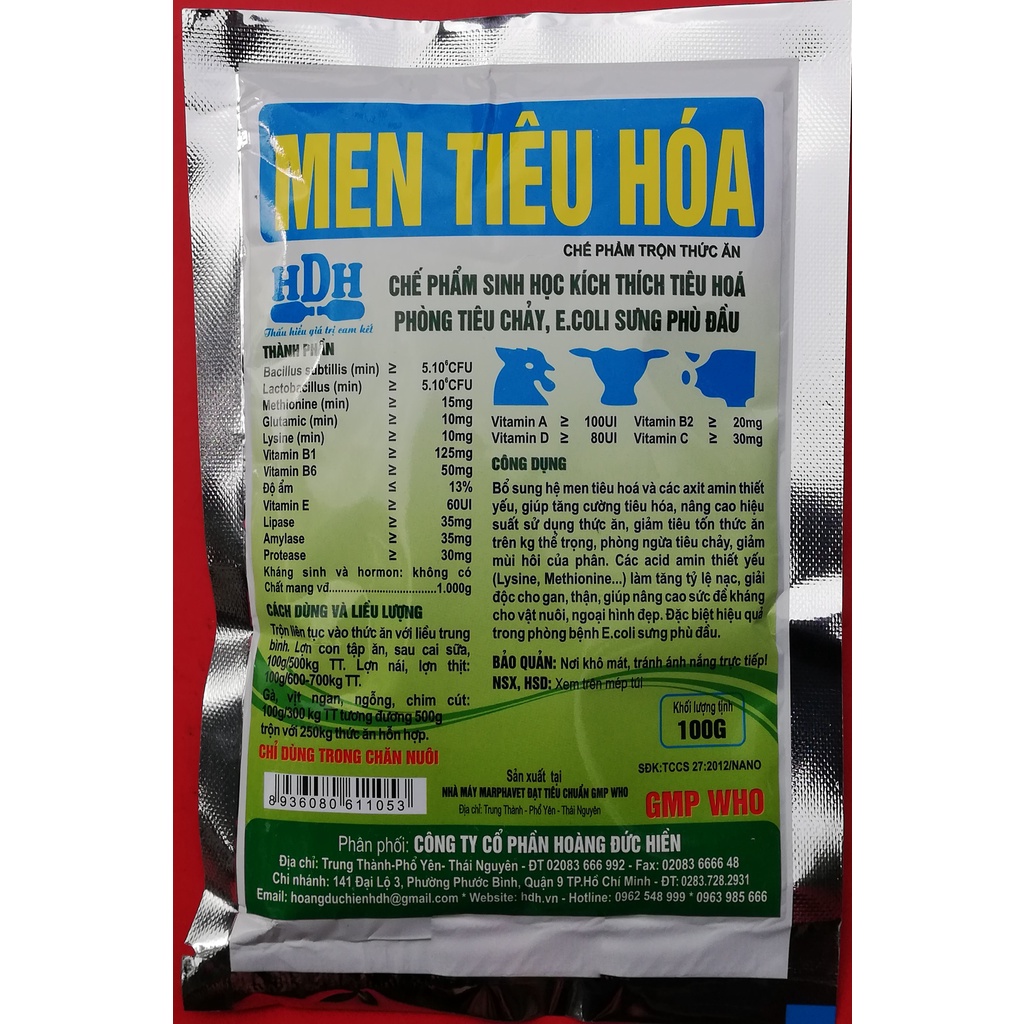 MEN TIÊU HÓA
CHÉ PHẢM TRỘN THỨC ĂN
HDH
Thấu hiểu giá trị cam kết
CHẾ PHẨM SINH HỌC KÍCH THÍCH TIÊU HOÁ
PHÒNG TIÊU CHẢY, E.COLI SƯNG PHÙ ĐẦU
THÀNH PHẦN
Bacillus subtillis (min) ≥ 5.10⁶CFU
Lactobacillus (min) ≥ 5.10⁶CFU
Methionine (min) ≥ 15mg
Glutamic (min) ≥ 10mg
Lysine (min) ≥ 10mg
Vitamin B1 ≥ 125mg
Vitamin B6 ≥ 50mg
Độ ẩm ≤ 13%
Vitamin E ≥ 60UI
Lipase ≥ 35mg
Amylase ≥ 35mg
Protease ≥ 30mg
Kháng sinh và hormon: không có
Chất mang vđ........................................1.000g
CÁCH DÙNG VÀ LIỀU LƯỢNG
Trộn liên tục vào thức ăn với liều trung
bình. Lợn con tập ăn, sau cai sữa,
100g/500kg TT. Lợn nái, lợn thịt:
100g/600-700kg TT.
Gà, vịt ngan, ngỗng, chim cút:
100g/300 kg TT tương đương 500g
trộn với 250kg thức ăn hỗn hợp.
CHỈ DÙNG TRONG CHĂN NUÔI
8 936080 611053
Vitamin A ≥ 100UI Vitamin B2 ≥ 20mg
Vitamin D ≥ 80UI Vitamin C ≥ 30mg
CÔNG DỤNG
Bổ sung hệ men tiêu hoá và các axit amin thiết
yếu, giúp tăng cường tiêu hóa, nâng cao hiệu
suất sử dụng thức ăn, giảm tiêu tốn thức ăn
trên kg thể trọng, phòng ngừa tiêu chảy, giảm
mùi hôi của phân. Các acid amin thiết yếu
(Lysine, Methionine...) làm tăng tỷ lệ nạc, giải
độc cho gan, thận, giúp nâng cao sức đề kháng
cho vật nuôi, ngoại hình đẹp. Đặc biệt hiệu quả
trong phòng bệnh E.coli sưng phù đầu.
BẢO QUẢN: Nơi khô mát, tránh ánh nắng trực tiếp!
NSX, HSD: Xem trên mép túi
Khối lượng tịnh
100G
SĐK:TCCS 27:2012/NANO
Sản xuất tại
NHÀ MÁY MARPHAVET ĐẠT TIÊU CHUẨN GMP WHO
Địa chỉ: Trung Thành - Phổ Yên - Thái Nguyên
GMP WHO
Phân phối: CÔNG TY CỔ PHẦN HOÀNG ĐỨC HIỀN
Địa chỉ: Trung Thành-Phổ Yên- Thái Nguyên - ĐT 02083 666 992 - Fax: 02083 6666 48
Chi nhánh: 141 Đại Lộ 3, Phường Phước Bình, Quận 9 TP.Hồ Chí Minh - ĐT: 0283.728.2931
Email: hoangduchienhdh@gmail.com * Website: hdh.vn - Hotline: 0962 548 999 * 0963 985 666